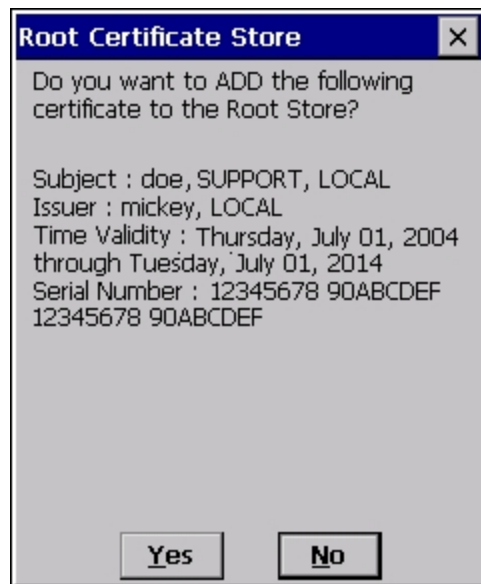 Root Certificate Store
Do you want to ADD the following
certificate to the Root Store?
Subject : doe, SUPPORT, LOCAL
Issuer : mickey, LOCAL
Time Validity : Thursday, July 01, 2004
through Tuesday, July 01, 2014
Serial Number : 12345678 90ABCDEF
12345678 90ABCDEF
Yes No